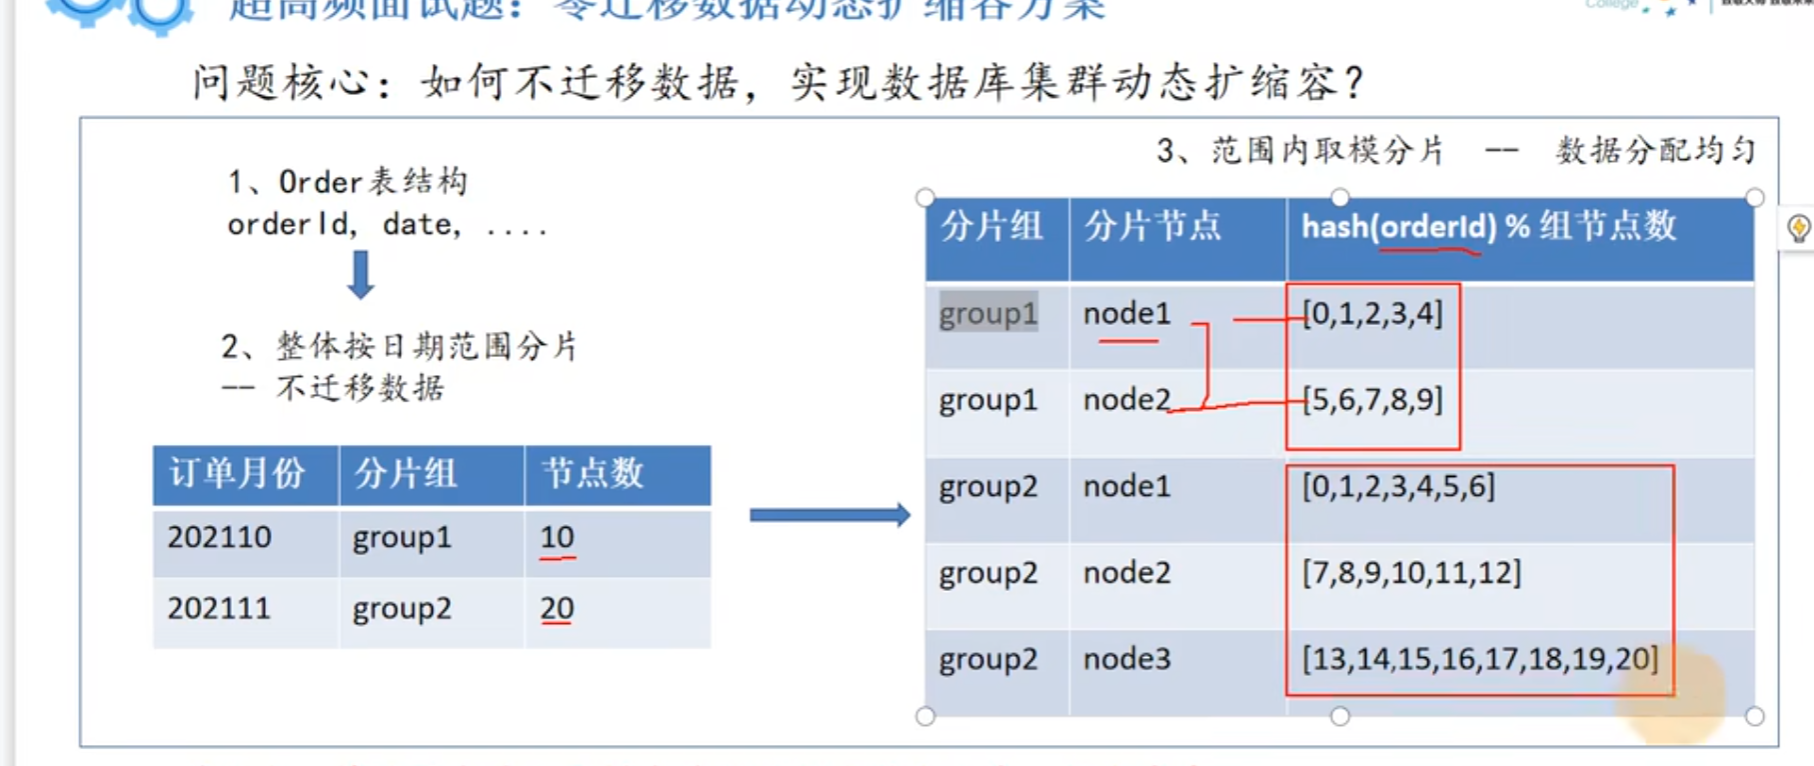 超高频面试题：零迁移数据动态扩缩容方案
College
问题核心：如何不迁移数据，实现数据库集群动态扩缩容？
1、Order表结构
orderId, date, ....
2、整体按日期范围分片
-- 不迁移数据
订单月份 分片组 节点数
202110 group1 10
202111 group2 20
3、范围内取模分片 -- 数据分配均匀
分片组 分片节点 hash(orderId) % 组节点数
group1 node1 [0,1,2,3,4]
group1 node2 [5,6,7,8,9]
group2 node1 [0,1,2,3,4,5,6]
group2 node2 [7,8,9,10,11,12]
group2 node3 [13,14,15,16,17,18,19,20]